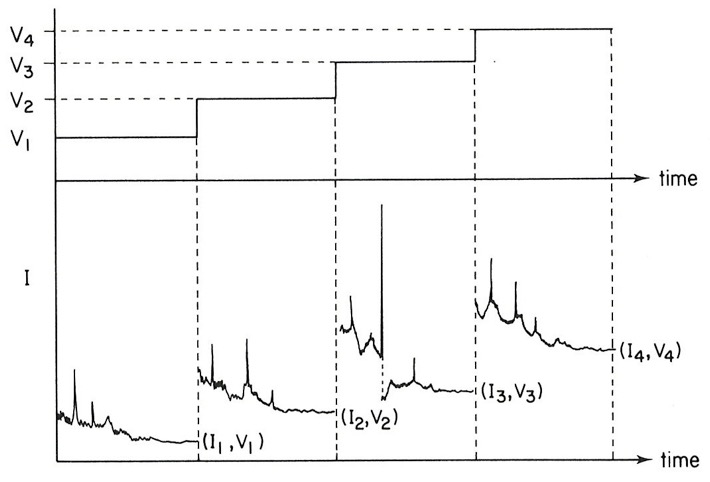 V4
V3
V2
V1
time
I
(I4,V4)
(I3,V3)
(I2,V2)
(I1,V1)
time